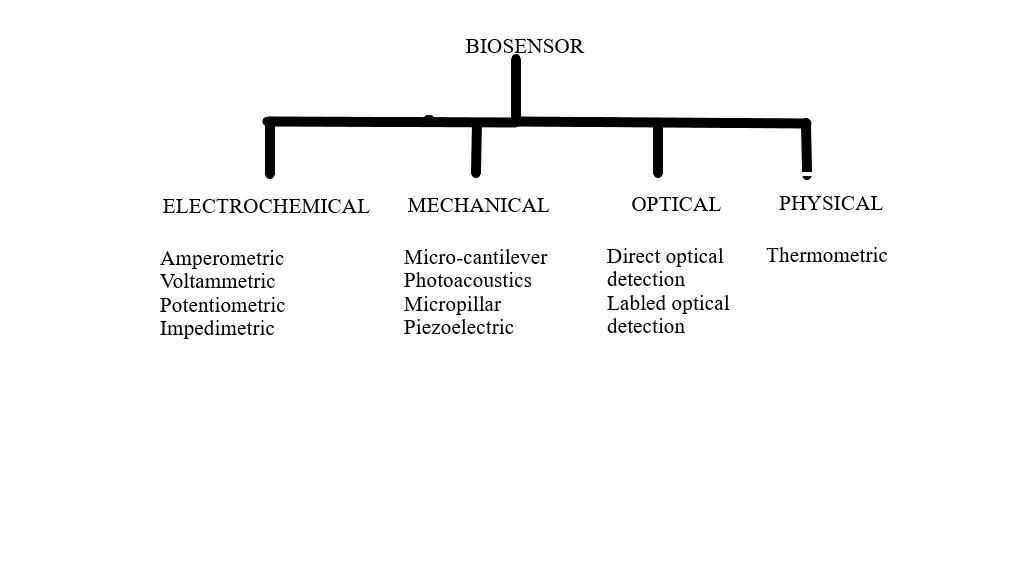 BIOSENSOR
ELECTROCHEMICAL
Amperometric
Voltammetric
Potentiometric
Impedimetric
MECHANICAL
Micro-cantilever
Photoacoustics
Micropillar
Piezoelectric
OPTICAL
Direct optical
detection
Labled optical
detection
PHYSICAL
Thermometric